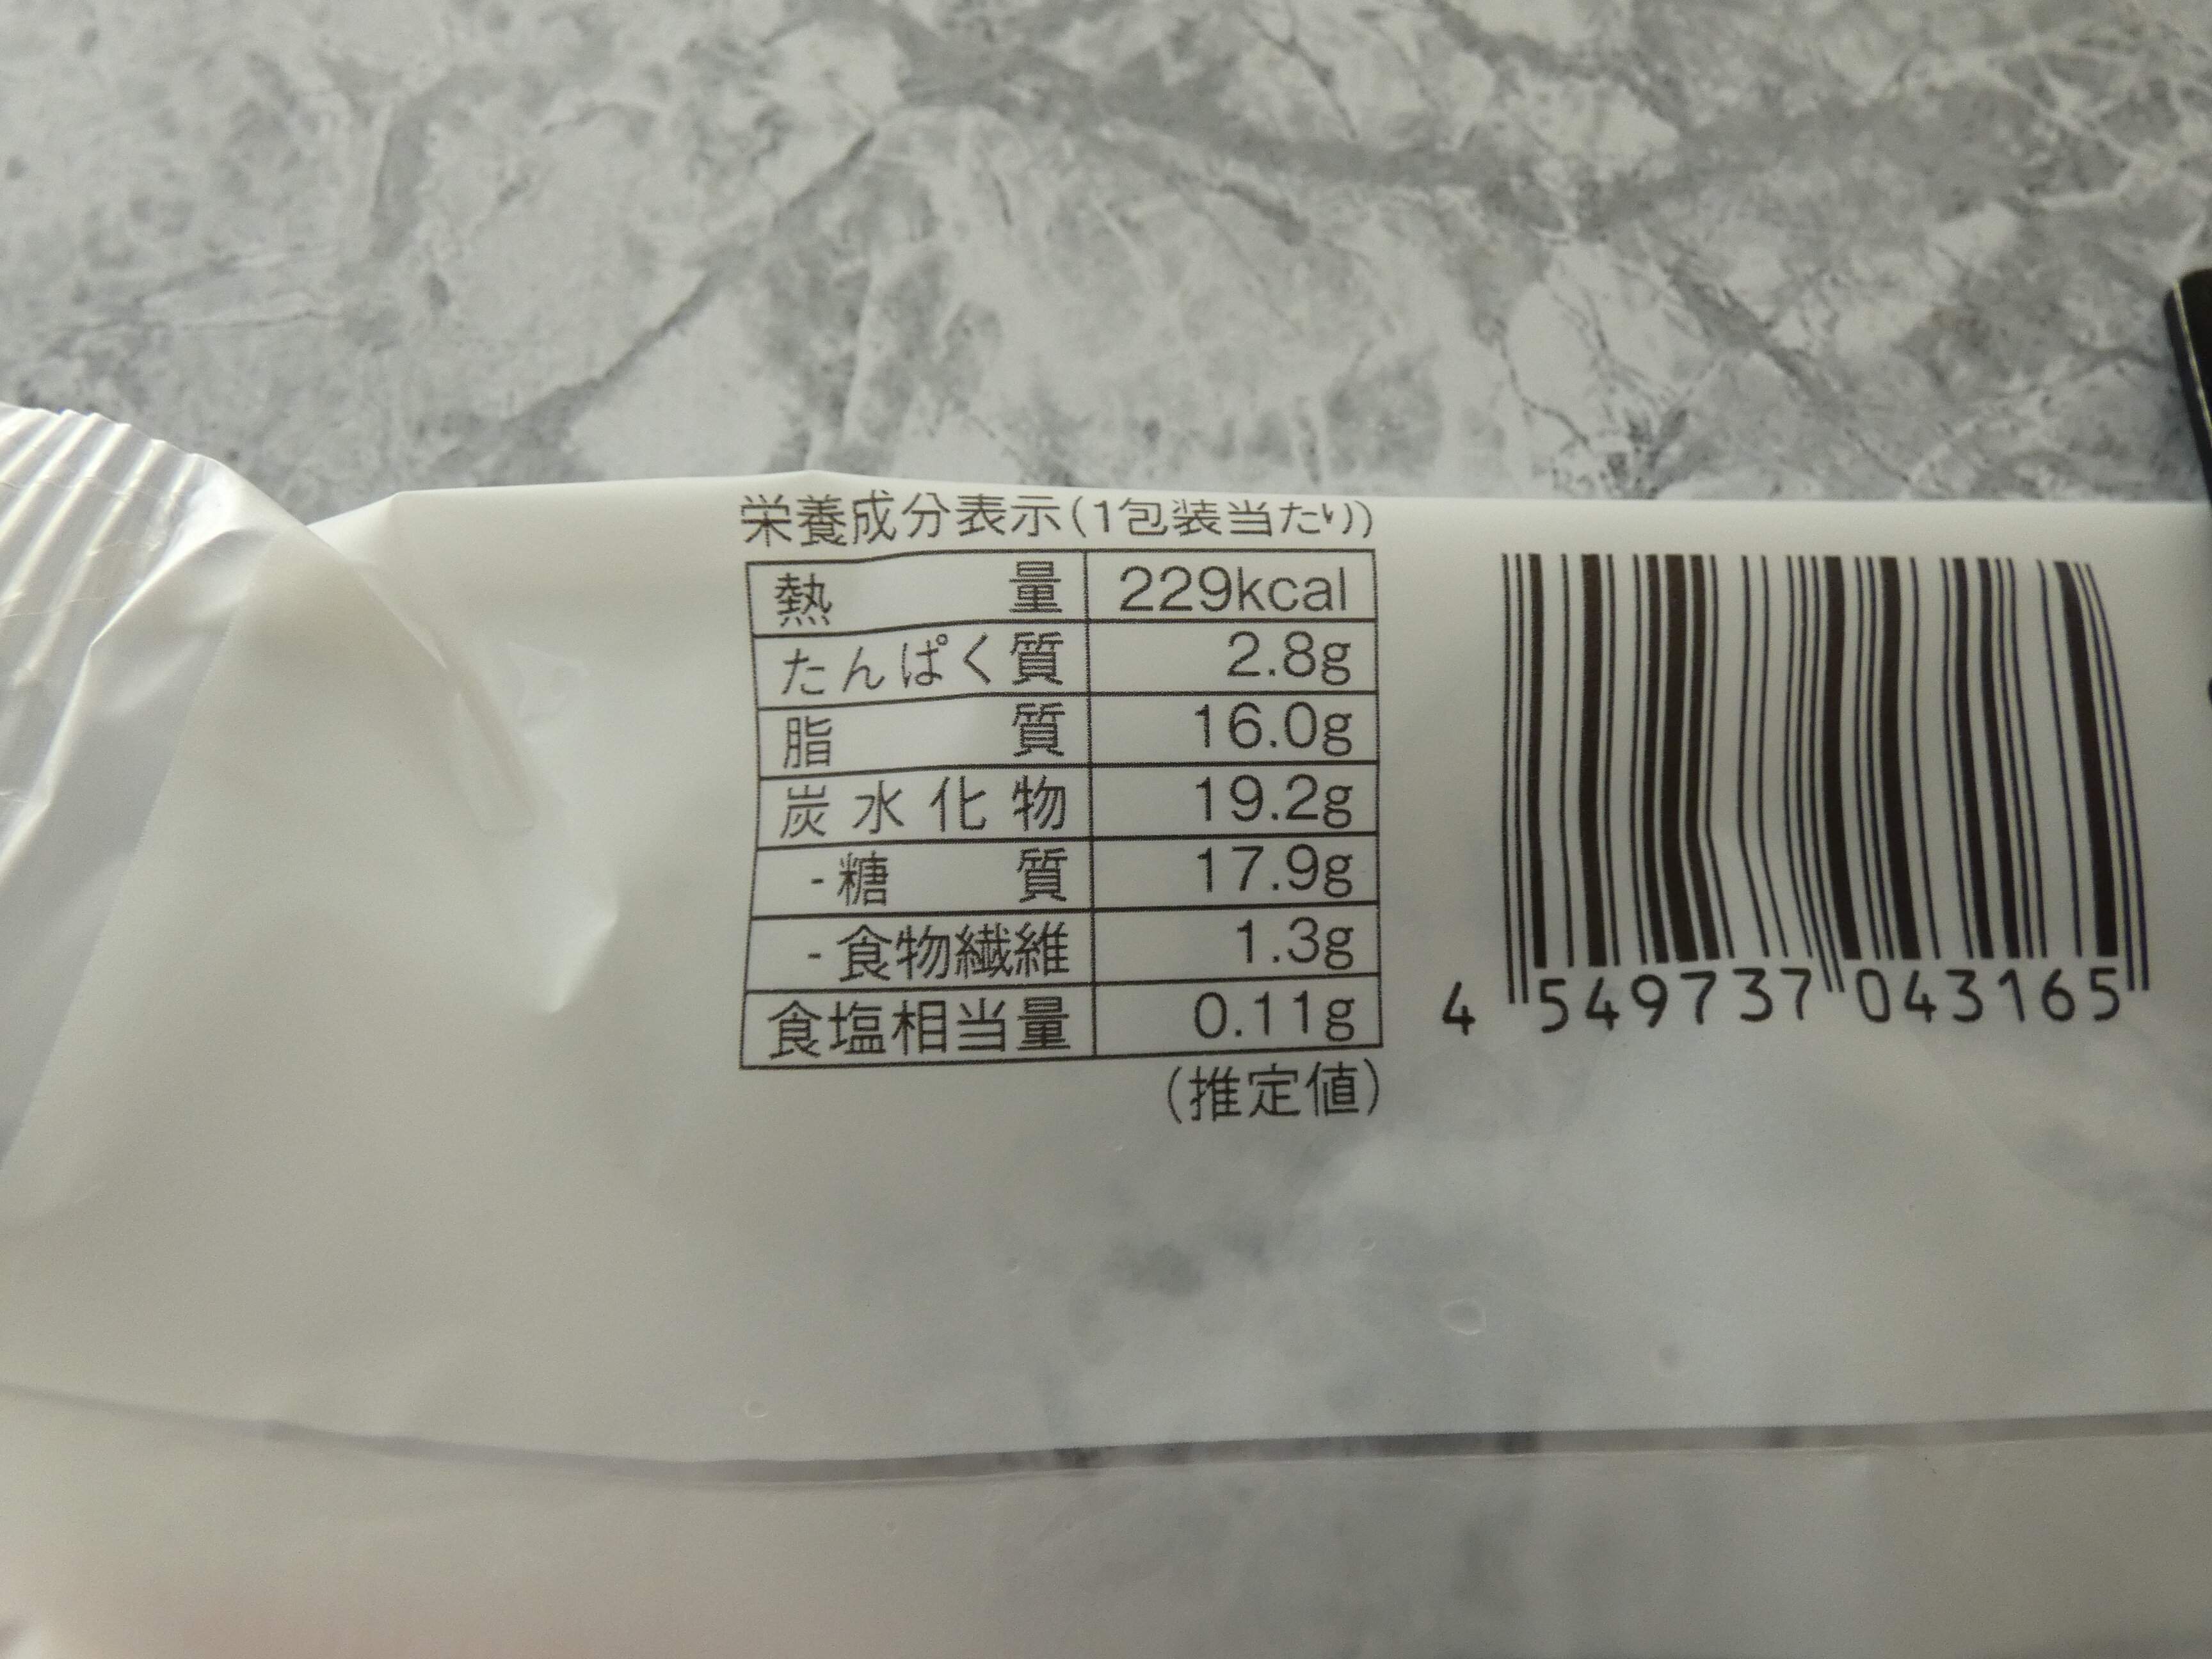 栄養成分表示(1包装当たり)
熱量 229kcal
たんぱく質 2.8g
脂質 16.0g
炭水化物 19.2g
-糖質 17.9g
-食物繊維 1.3g
食塩相当量 0.11g
(推定値)
4 549737 043165